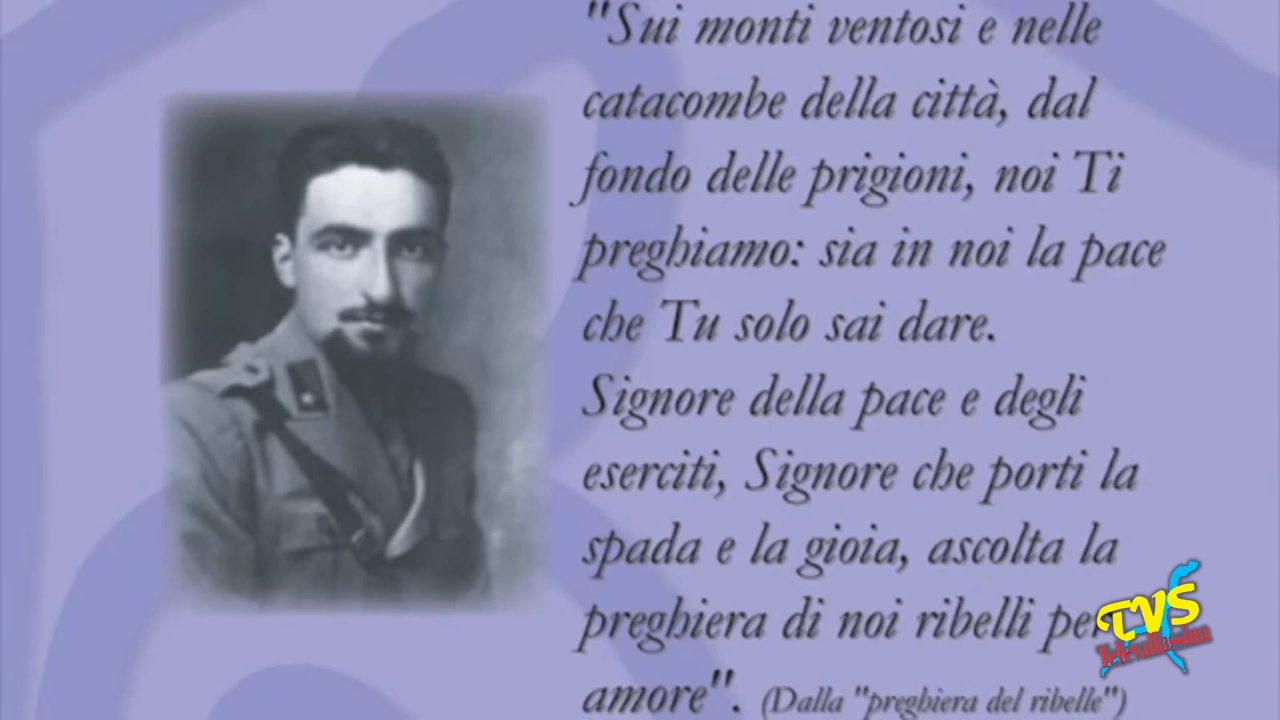 "Sui monti ventosi e nelle
catacombe della città, dal
fondo delle prigioni, noi Ti
preghiamo: sia in noi la pace
che Tu solo sai dare.
Signore della pace e degli
eserciti, Signore che porti la
spada e la gioia, ascolta la
preghiera di noi ribelli per
amore". (Dalla "preghiera del ribelle")
TVS
Televallassina